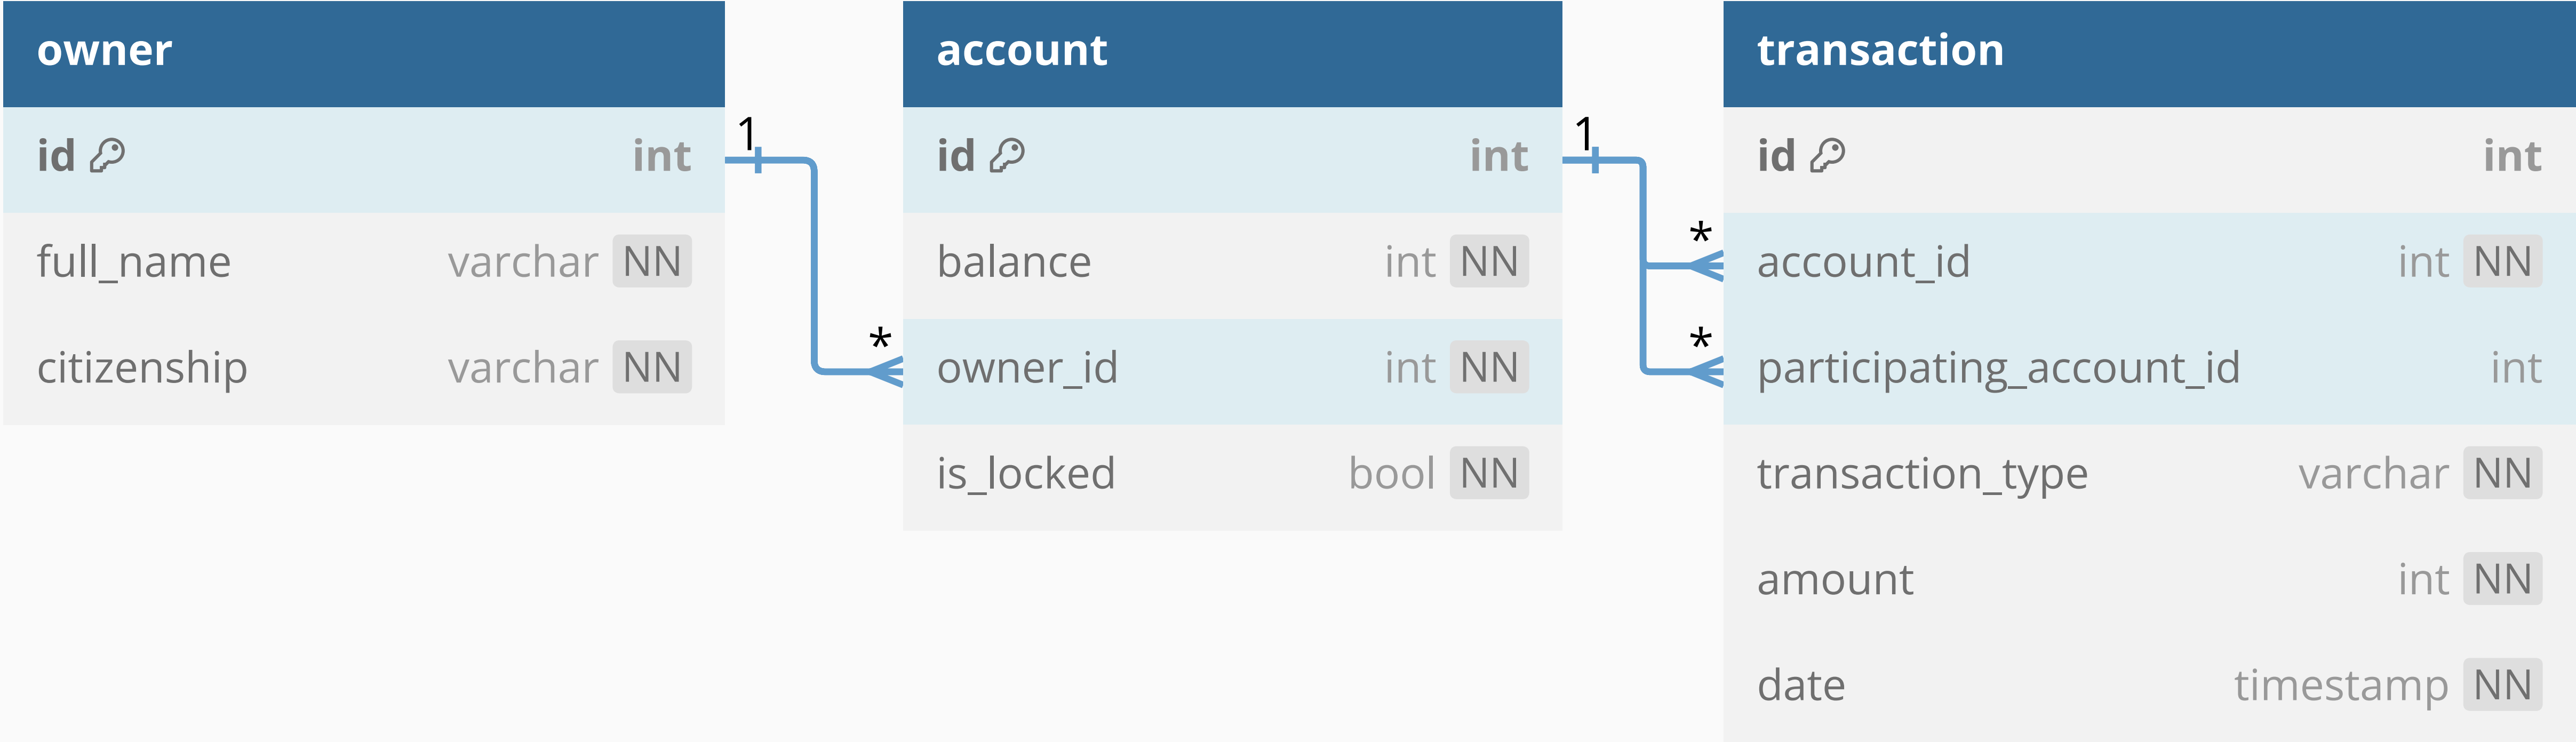 owner
id int
full_name varchar NN
citizenship varchar NN
1
*
account
id int
balance int NN
owner_id int NN
is_locked bool NN
1
*
*
transaction
id int
account_id int NN
participating_account_id int
transaction_type varchar NN
amount int NN
date timestamp NN